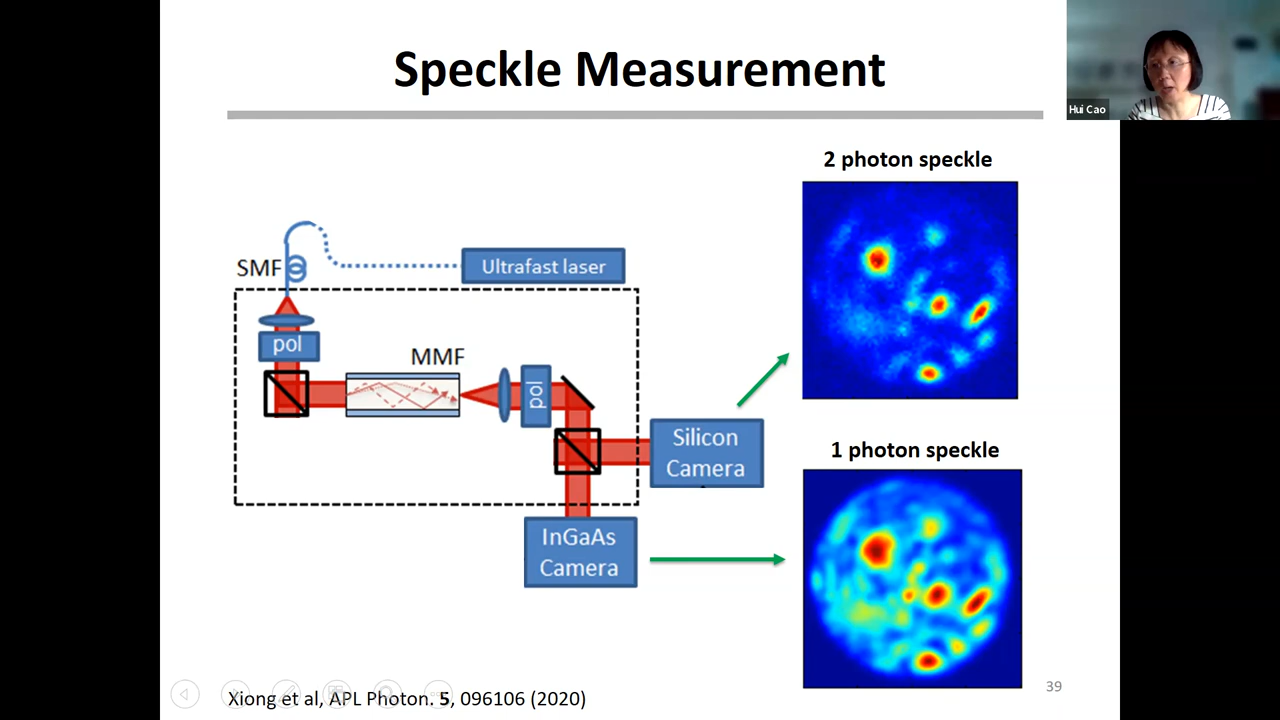 Speckle Measurement
Hui Cao
2 photon speckle
SMF
Ultrafast laser
pol
MMF
pol
Silicon
Camera
1 photon speckle
InGaAs
Camera
39
Xiong et al, APL Photon. 5, 096106 (2020)